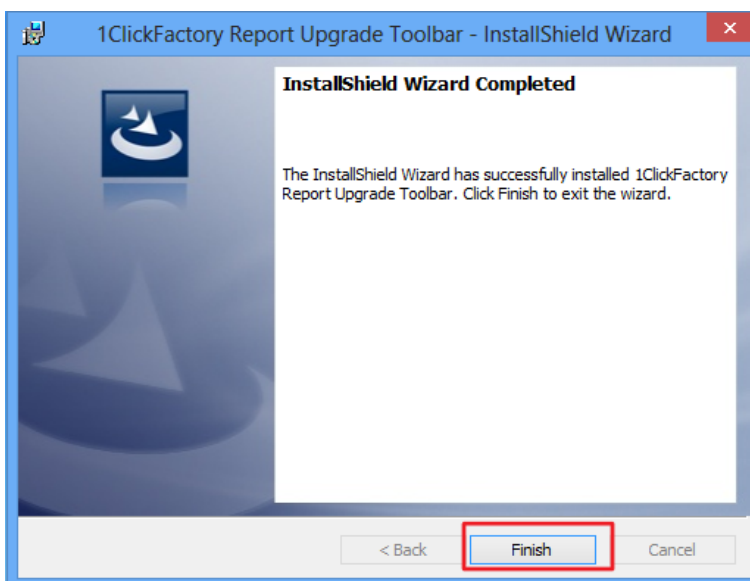 1ClickFactory Report Upgrade Toolbar - InstallShield Wizard
InstallShield Wizard Completed
The InstallShield Wizard has successfully installed 1ClickFactory
Report Upgrade Toolbar. Click Finish to exit the wizard.
< Back Finish Cancel